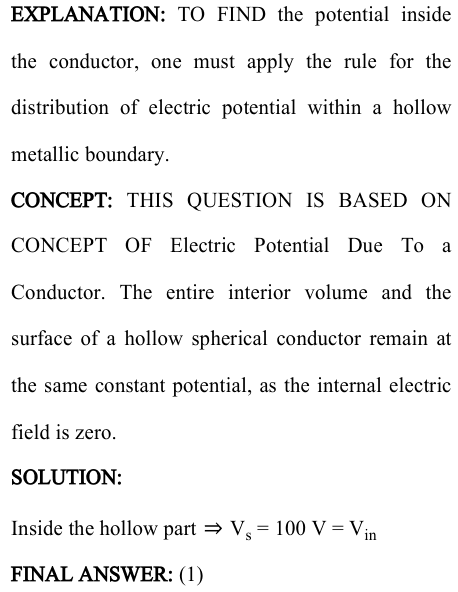 EXPLANATION: TO FIND the potential inside
the conductor, one must apply the rule for the
distribution of electric potential within a hollow
metallic boundary.
CONCEPT: THIS QUESTION IS BASED ON
CONCEPT OF Electric Potential Due To a
Conductor. The entire interior volume and the
surface of a hollow spherical conductor remain at
the same constant potential, as the internal electric
field is zero.
SOLUTION:
Inside the hollow part ⇒ Vₛ = 100 V = V_in
FINAL ANSWER: (1)